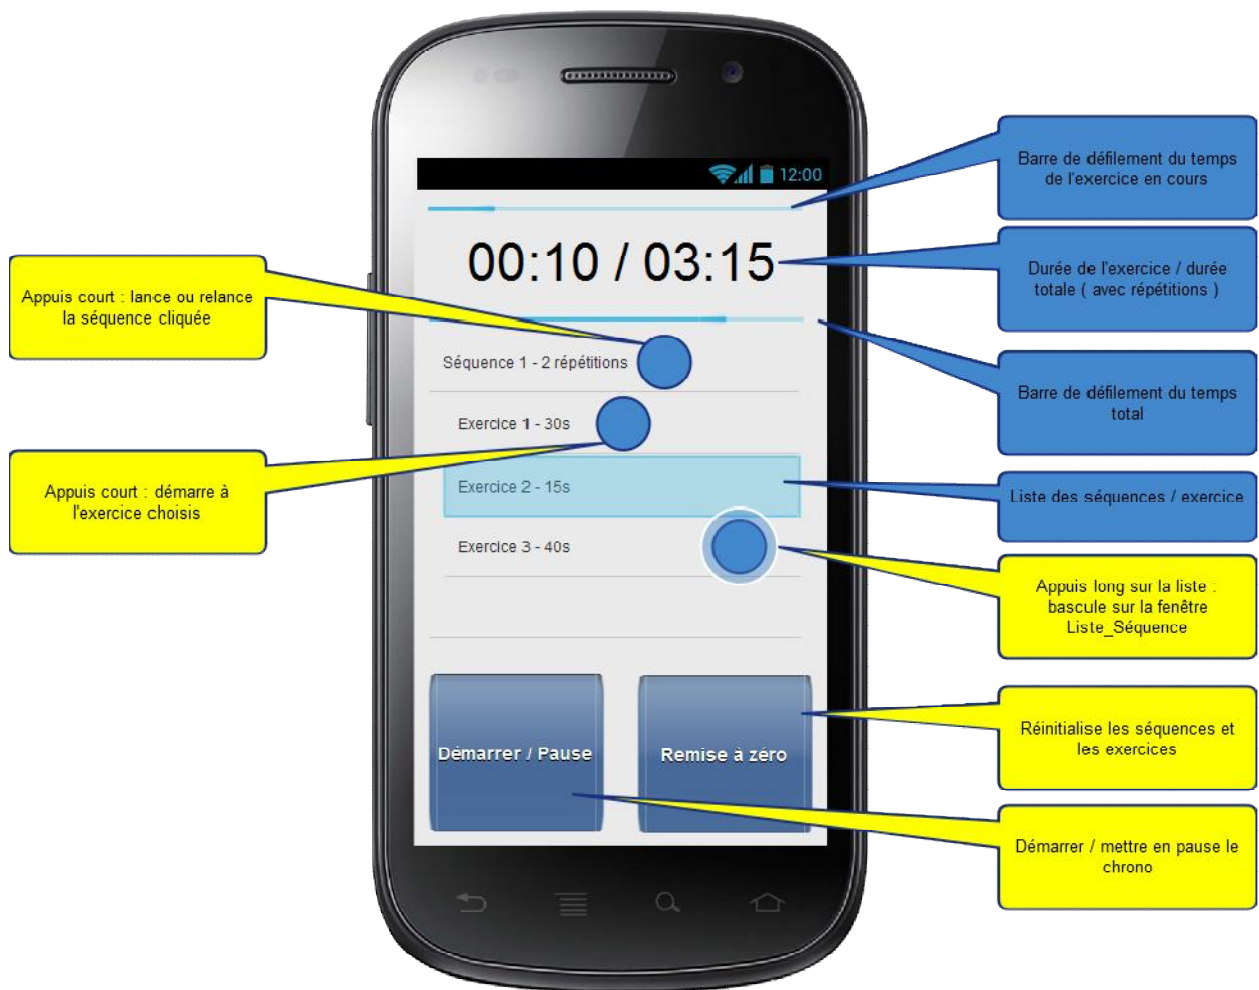 12:00
Barre de défilement du temps
de l'exercice en cours
00:10 / 03:15
Durée de l'exercice / durée
totale ( avec répétitions )
Appuis court : lance ou relance
la séquence cliquée
Séquence 1 - 2 répétitions
Barre de défilement du temps
total
Exercice 1 - 30s
Appuis court : démarre à
l'exercice choisis
Exercice 2 - 15s
Liste des séquences / exercice
Exercice 3 - 40s
Appuis long sur la liste :
bascule sur la fenêtre
Liste_Séquence
Démarrer / Pause
Remise à zéro
Réinitialise les séquences et
les exercices
Démarrer / mettre en pause le
chrono